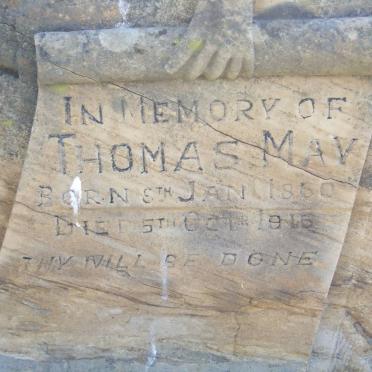 IN MEMORY OF
THOMAS MAY
BORN 8TH JAN 1860
DIED 5TH OCT 1915
THY WILL BE DONE